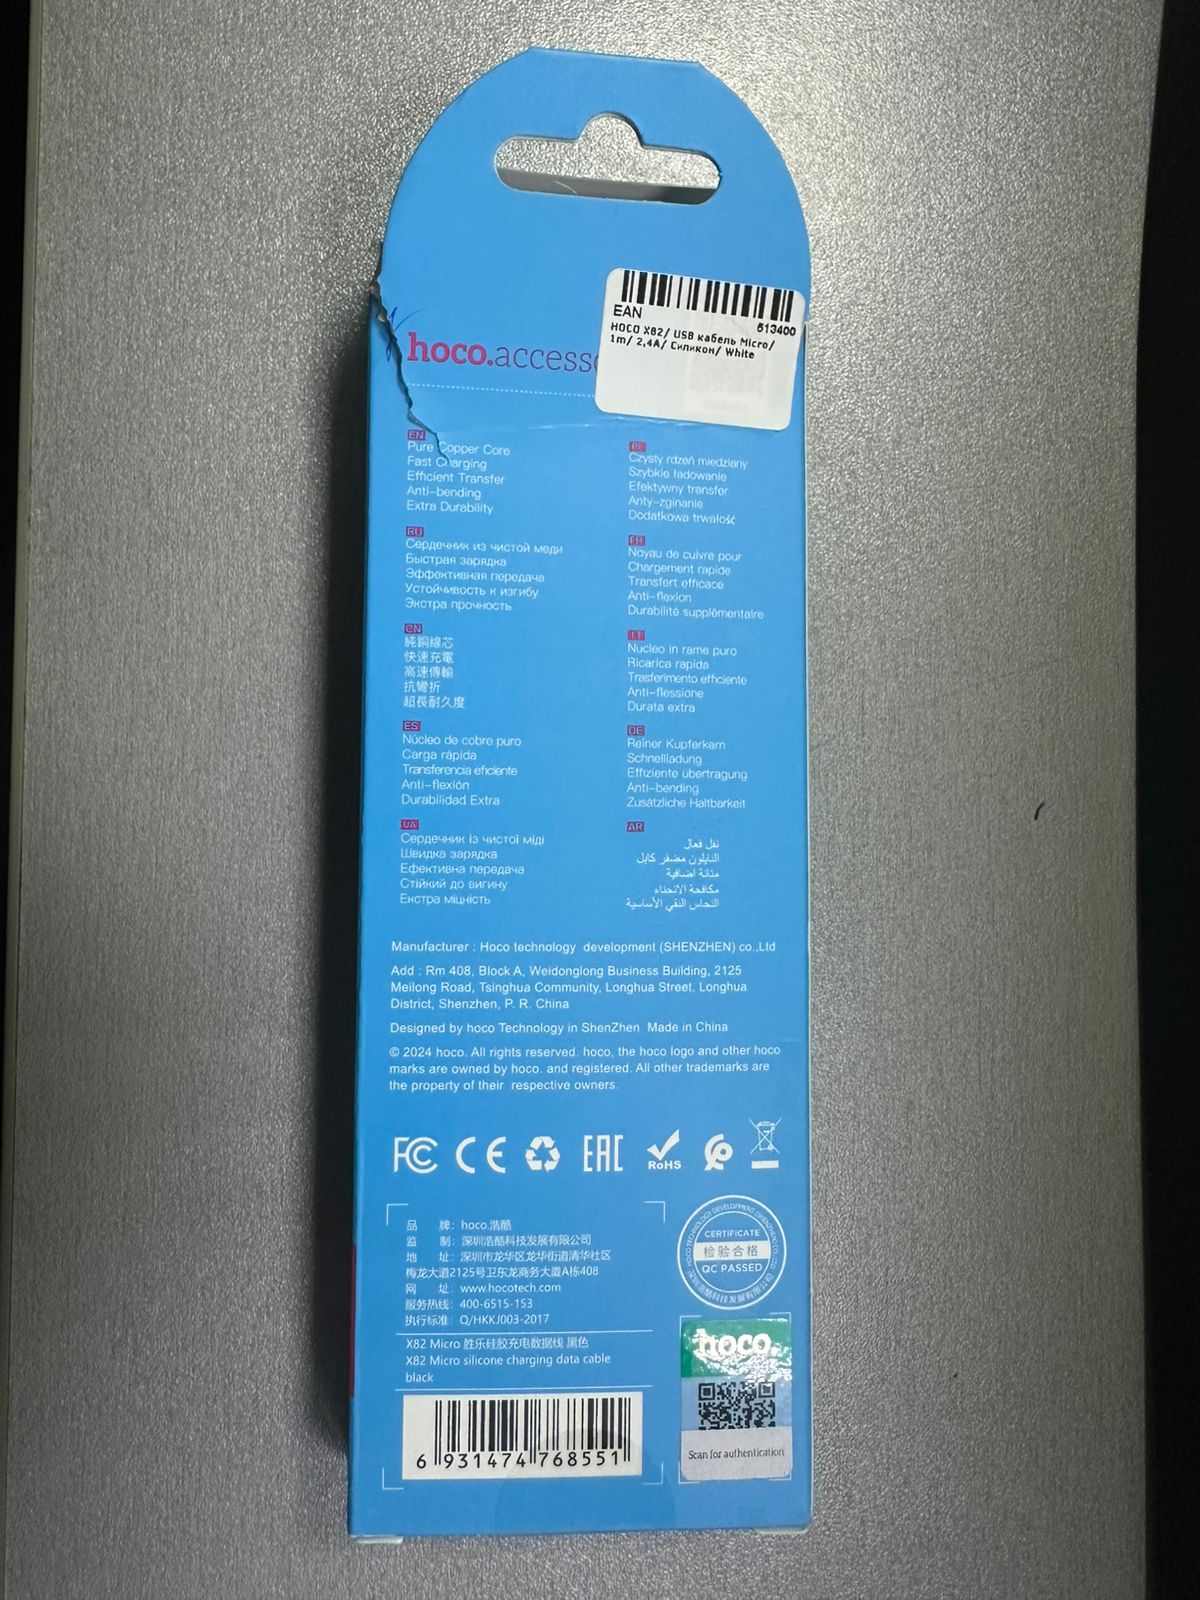 EAN
513400
HOCO X82/ USB кабель Micro/
1m/ 2,4A/ Силикон/ White
hoco.access
EN
Pure Copper Core
Fast Charging
Efficient Transfer
Anti-bending
Extra Durability
RU
Сердечник из чистой меди
Быстрая зарядка
Эффективная передача
Устойчивость к изгибу
Экстра прочность
CN
純銅線芯
快速充電
高速傳輸
抗彎折
超長耐久度
ES
Núcleo de cobre puro
Carga rápida
Transferencia eficiente
Anti-flexión
Durabilidad Extra
UA
Сердечник із чистої міді
Швидка зарядка
Ефективна передача
Стійкий до вигину
Екстра міцність
Czysty rdzeń miedziany
Szybkie ładowanie
Efektywny transfer
Anty-zginanie
Dodatkowa trwałość
FR
Noyau de cuivre pour
Chargement rapide
Transfert efficace
Anti-flexion
Durabilité supplémentaire
IT
Nucleo in rame puro
Ricarica rapida
Trasferimento efficiente
Anti-flessione
Durata extra
DE
Reiner Kupferkern
Schnellladung
Effiziente übertragung
Anti-bending
Zusätzliche Haltbarkeit
AR
نقل فعال
النايلون مضفر كابل
متانة اضافية
مكافحة الانحناء
النحاس النقي الأساسية
Manufacturer : Hoco technology development (SHENZHEN) co.,Ltd
Add : Rm 408, Block A, Weidonglong Business Building, 2125
Meilong Road, Tsinghua Community, Longhua Street, Longhua
District, Shenzhen, P. R. China
Designed by hoco Technology in ShenZhen Made in China
© 2024 hoco. All rights reserved. hoco, the hoco logo and other hoco
marks are owned by hoco. and registered. All other trademarks are
the property of their respective owners.
FC CE EAC RoHS
品 牌: hoco.浩酷
监 制: 深圳浩酷科技发展有限公司
地 址: 深圳市龙华区龙华街道清华社区
梅龙大道2125号卫东龙商务大厦A栋408
网 址: www.hocotech.com
服务热线: 400-6515-153
执行标准: Q/HKKJ003-2017
X82 Micro 胜乐硅胶充电数据线 黑色
X82 Micro silicone charging data cable
black
6 931474 768551
CERTIFICATE
检验合格
QC PASSED
hoco.
Scan for authentication